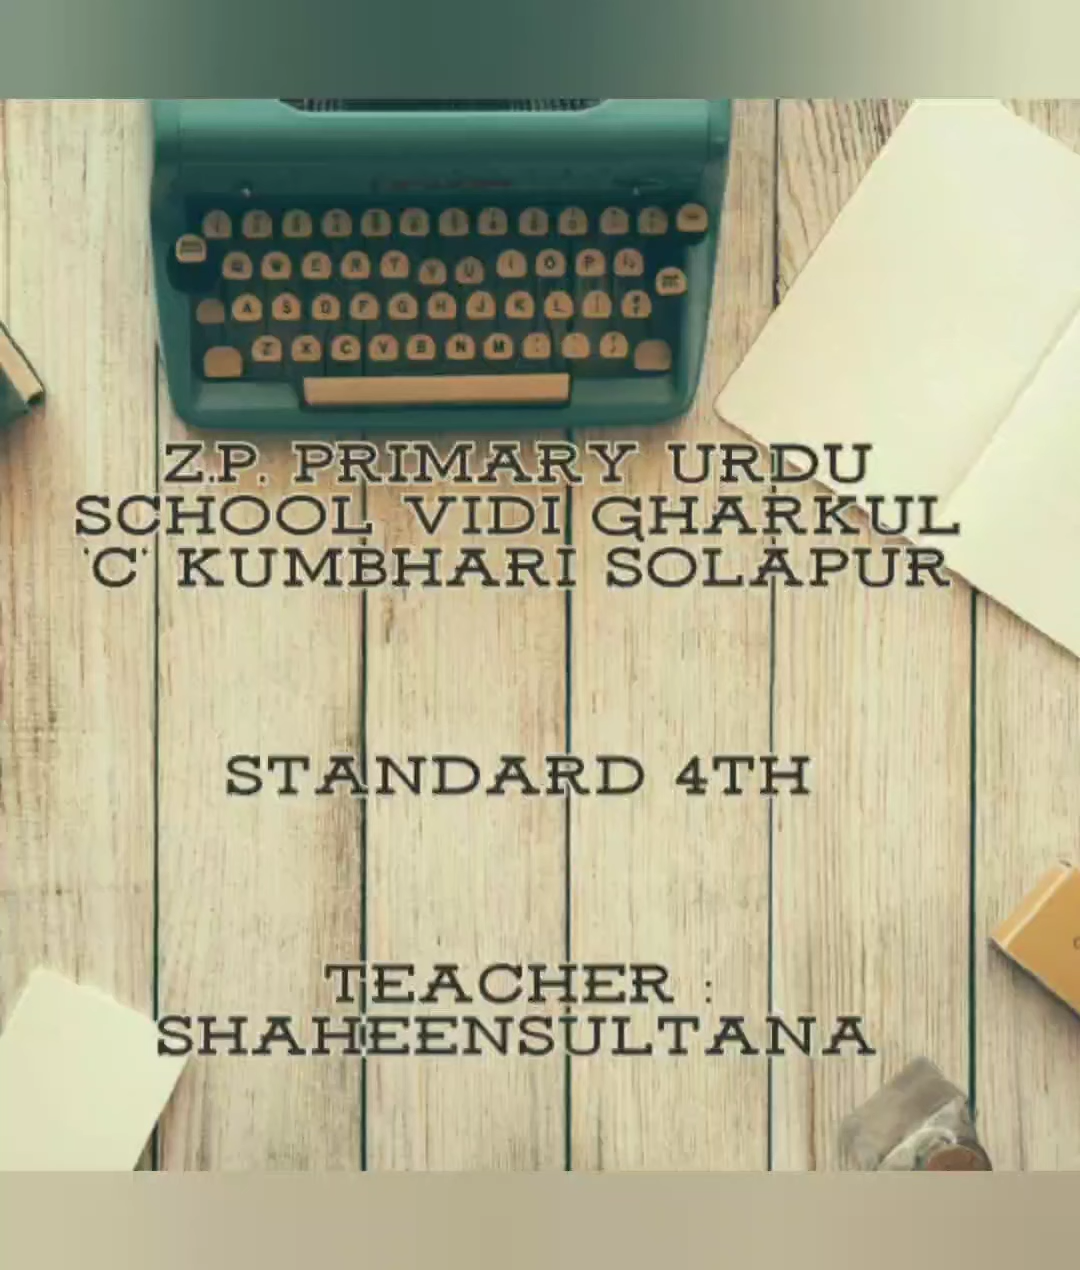 Z.P. PRIMARY URDU
SCHOOL VIDI GHARKUL
'C' KUMBHARI SOLAPUR
STANDARD 4TH
TEACHER :
SHAHEENSULTANA
Q W E R T Y U I O P
A S D F G H J K L
Z X C V B N M